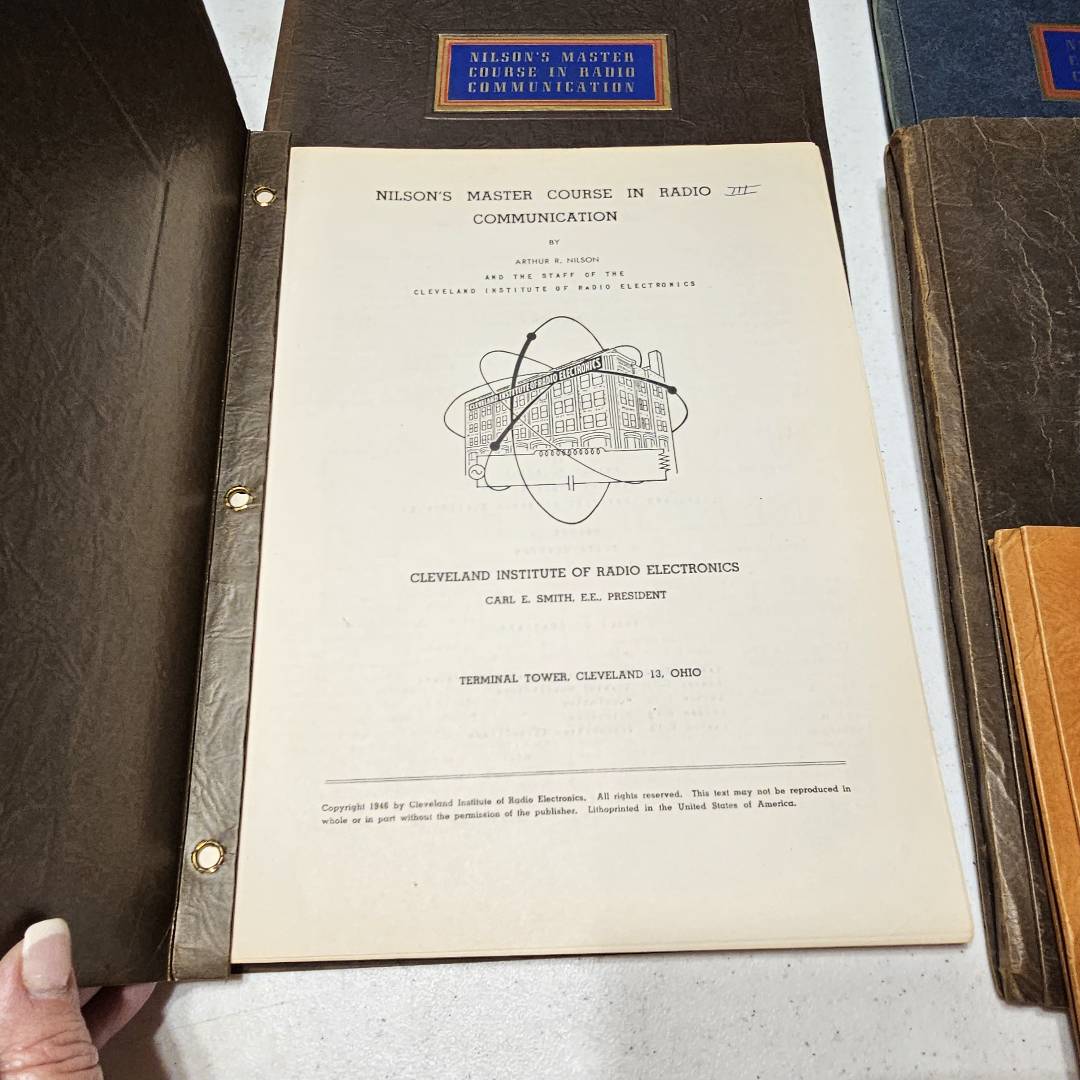 NILSON'S MASTER
COURSE IN RADIO
COMMUNICATION
N
E
C
NILSON'S MASTER COURSE IN RADIO III
COMMUNICATION
BY
ARTHUR R. NILSON
AND THE STAFF OF THE
CLEVELAND INSTITUTE OF RADIO ELECTRONICS
CLEVELAND INSTITUTE OF RADIO ELECTRONICS
CLEVELAND INSTITUTE OF RADIO ELECTRONICS
CARL E. SMITH, E.E., PRESIDENT
TERMINAL TOWER, CLEVELAND 13, OHIO
Copyright 1946 by Cleveland Institute of Radio Electronics. All rights reserved. This text may not be reproduced in
whole or in part without the permission of the publisher. Lithoprinted in the United States of America.